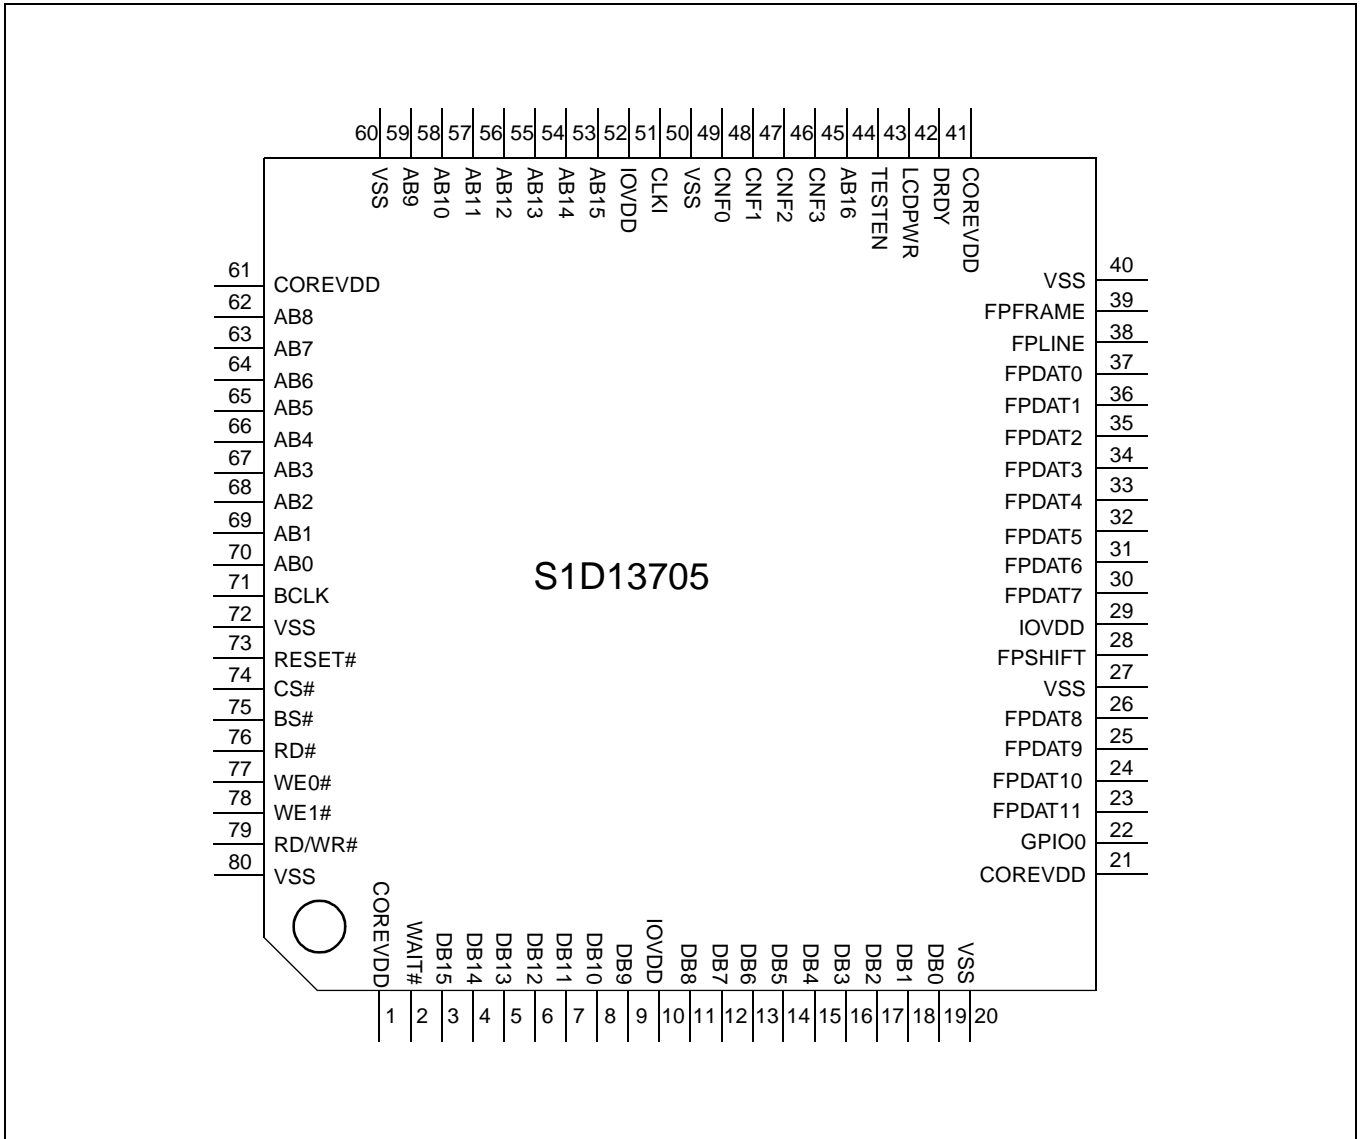 60 59 58 57 56 55 54 53 52 51 50 49 48 47 46 45 44 43 42 41
VSS AB9 AB10 AB11 AB12 AB13 AB14 AB15 IOVDD CLKI VSS CNF0 CNF1 CNF2 CNF3 AB16 TESTEN LCDPWR DRDY COREVDD
61 COREVDD
62 AB8
63 AB7
64 AB6
65 AB5
66 AB4
67 AB3
68 AB2
69 AB1
70 AB0
71 BCLK
72 VSS
73 RESET#
74 CS#
75 BS#
76 RD#
77 WE0#
78 WE1#
79 RD/WR#
80 VSS
S1D13705
VSS 40
FPFRAME 39
FPLINE 38
FPDAT0 37
FPDAT1 36
FPDAT2 35
FPDAT3 34
FPDAT4 33
FPDAT5 32
FPDAT6 31
FPDAT7 30
IOVDD 29
FPSHIFT 28
VSS 27
FPDAT8 26
FPDAT9 25
FPDAT10 24
FPDAT11 23
GPIO0 22
COREVDD 21
COREVDD WAIT# DB15 DB14 DB13 DB12 DB11 DB10 DB9 IOVDD DB8 DB7 DB6 DB5 DB4 DB3 DB2 DB1 DB0 VSS
1 2 3 4 5 6 7 8 9 10 11 12 13 14 15 16 17 18 19 20